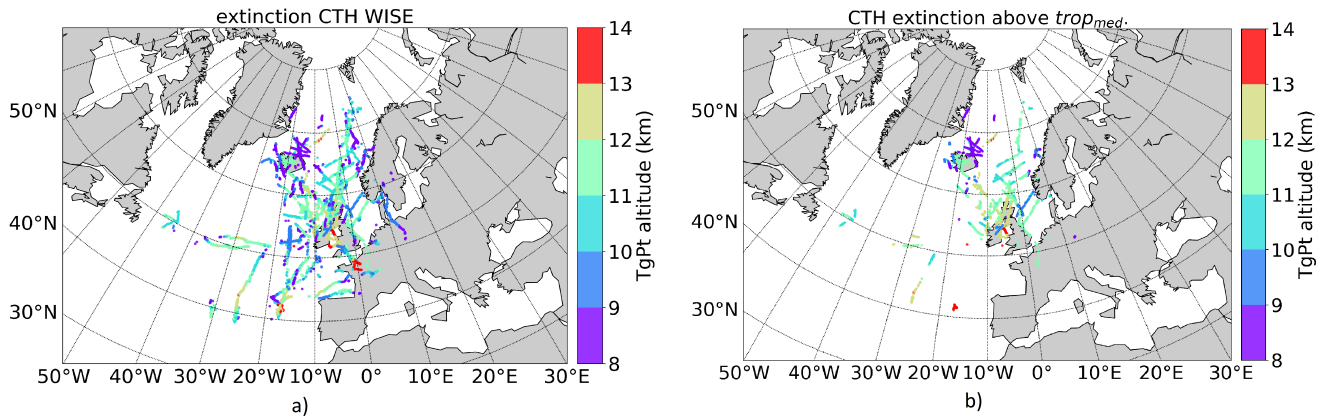 extinction CTH WISE
14
13
12
11
10
9
8
TgPt altitude (km)
50°N
40°N
30°N
50°W 40°W 30°W 20°W 10°W 0° 10°E 20°E 30°E
a)
CTH extinction above trop_med.
14
13
12
11
10
9
8
TgPt altitude (km)
50°N
40°N
30°N
50°W 40°W 30°W 20°W 10°W 0° 10°E 20°E 30°E
b)